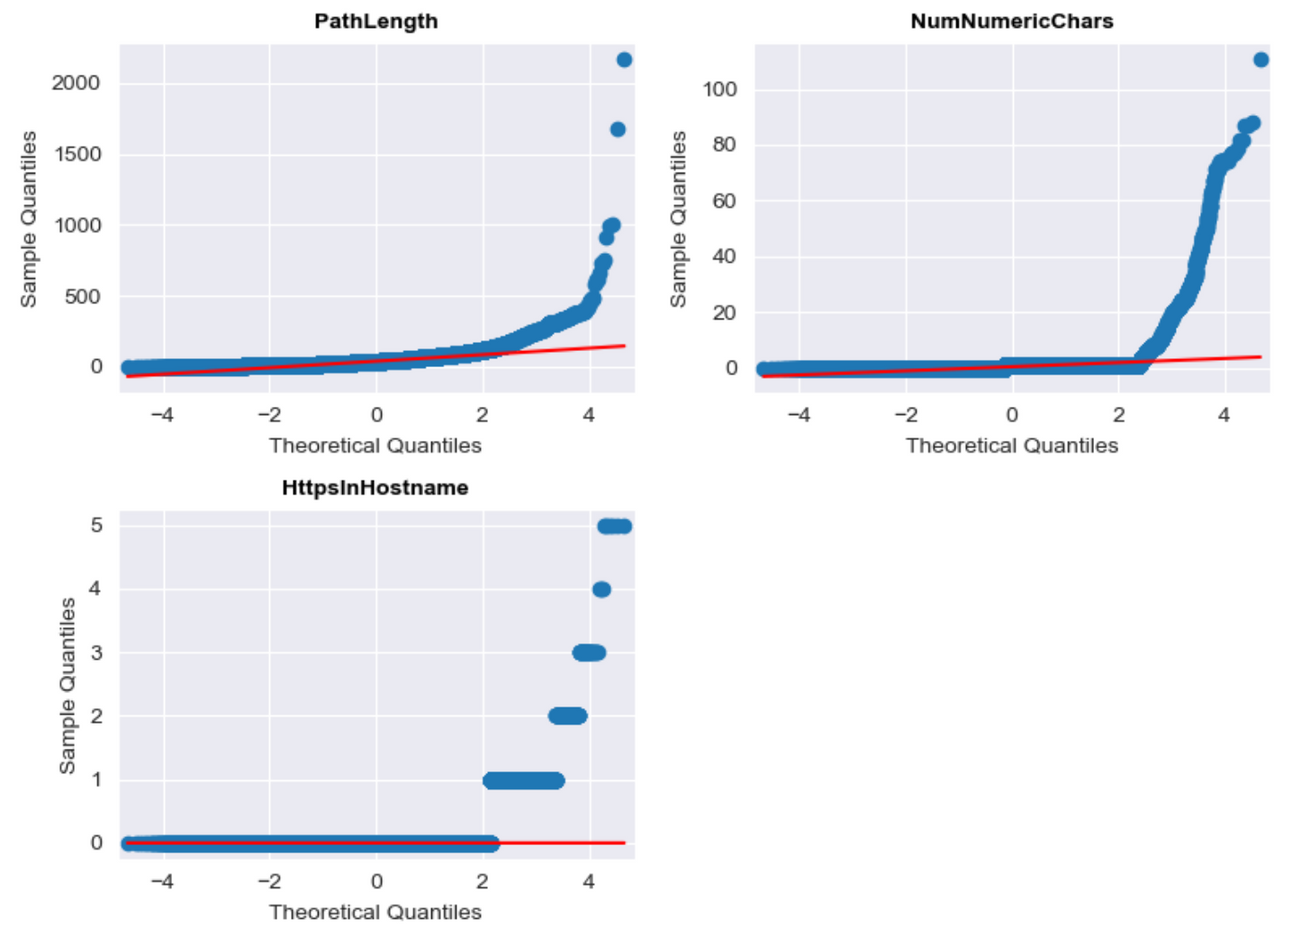 PathLength
2000
1500
1000
500
0
−4 −2 0 2 4
Sample Quantiles
Theoretical Quantiles
NumNumericChars
100
80
60
40
20
0
−4 −2 0 2 4
Sample Quantiles
Theoretical Quantiles
HttpsInHostname
5
4
3
2
1
0
−4 −2 0 2 4
Sample Quantiles
Theoretical Quantiles